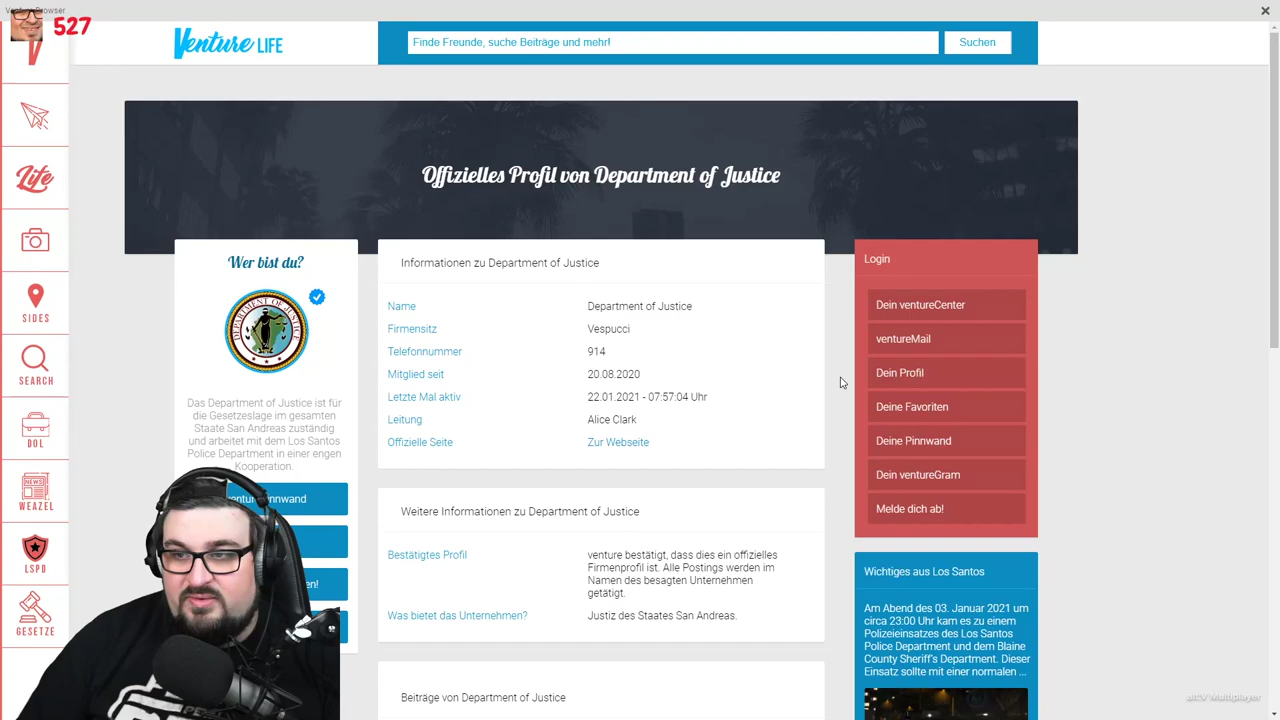 Venture Browser
527
Venture LIFE
Finde Freunde, suche Beiträge und mehr!
Suchen
Life
SIDES
SEARCH
DOL
NEWS
WEAZEL
LSPD
GESETZE
Offizielles Profil von Department of Justice
Wer bist du?
DEPARTMENT OF JUSTICE
Das Department of Justice ist für
die Gesetzeslage im gesamten
Staate San Andreas zuständig
und arbeitet mit dem Los Santos
Police Department in einer engen
Kooperation.
Informationen zu Department of Justice
Name Department of Justice
Firmensitz Vespucci
Telefonnummer 914
Mitglied seit 20.08.2020
Letzte Mal aktiv 22.01.2021 - 07:57:04 Uhr
Leitung Alice Clark
Offizielle Seite Zur Webseite
Weitere Informationen zu Department of Justice
Bestätigtes Profil venture bestätigt, dass dies ein offizielles
Firmenprofil ist. Alle Postings werden im
Namen des besagten Unternehmen
getätigt.
Was bietet das Unternehmen? Justiz des Staates San Andreas.
Beiträge von Department of Justice
Login
Dein ventureCenter
ventureMail
Dein Profil
Deine Favoriten
Deine Pinnwand
Dein ventureGram
Melde dich ab!
Wichtiges aus Los Santos
Am Abend des 03. Januar 2021 um
circa 23:00 Uhr kam es zu einem
Polizeieinsatzes des Los Santos
Police Department und dem Blaine
County Sheriff's Department. Dieser
Einsatz sollte mit einer normalen ...
alt:V Multiplayer